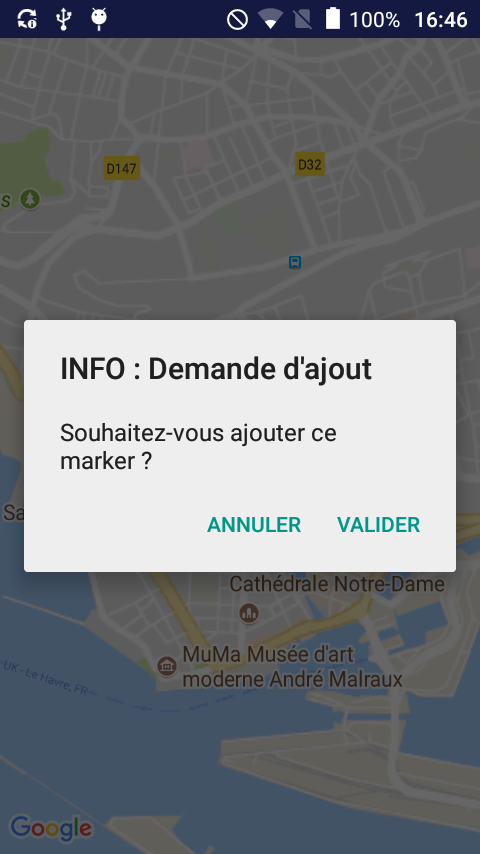 100% 16:46
D147
D32
s
INFO : Demande d'ajout
Souhaitez-vous ajouter ce
marker ?
ANNULER VALIDER
Sa
Cathédrale Notre-Dame
MuMa Musée d'art
moderne André Malraux
UK - Le Havre, FR
Google